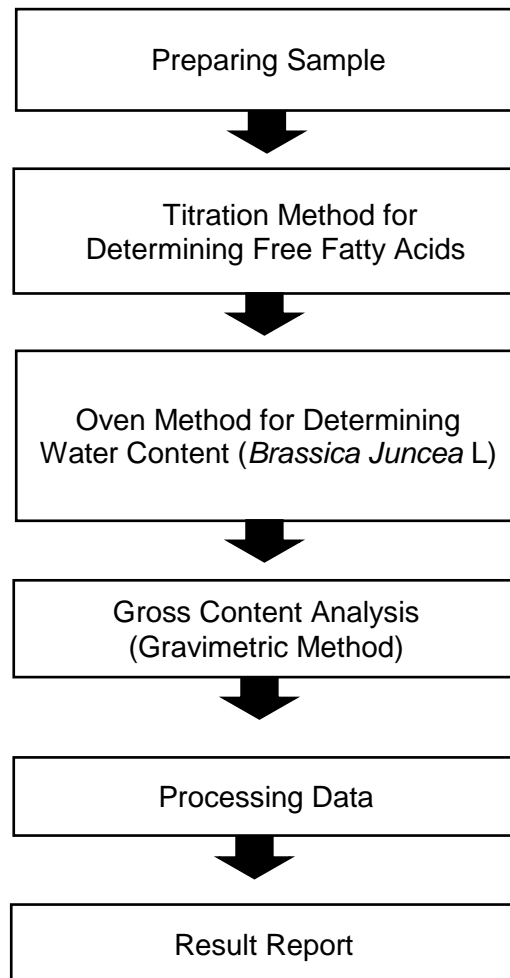 Preparing Sample
Titration Method for
Determining Free Fatty Acids
Oven Method for Determining
Water Content (Brassica Juncea L)
Gross Content Analysis
(Gravimetric Method)
Processing Data
Result Report